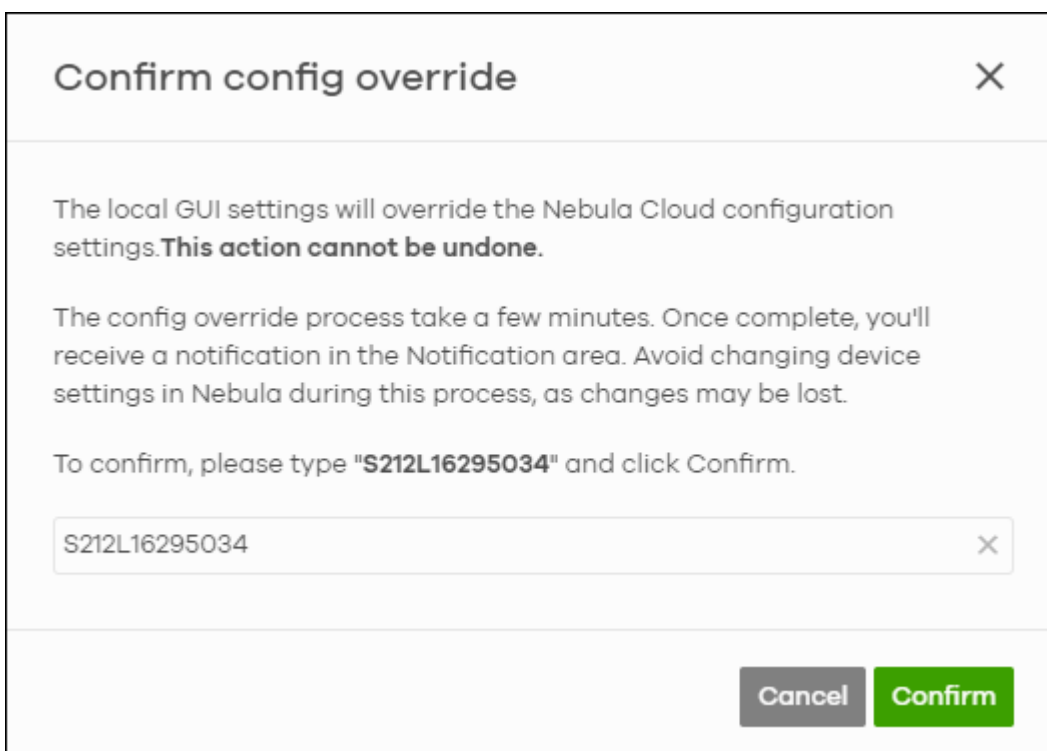 Confirm config override
The local GUI settings will override the Nebula Cloud configuration
settings.This action cannot be undone.
The config override process take a few minutes. Once complete, you'll
receive a notification in the Notification area. Avoid changing device
settings in Nebula during this process, as changes may be lost.
To confirm, please type "S212L16295034" and click Confirm.
S212L16295034
Cancel
Confirm